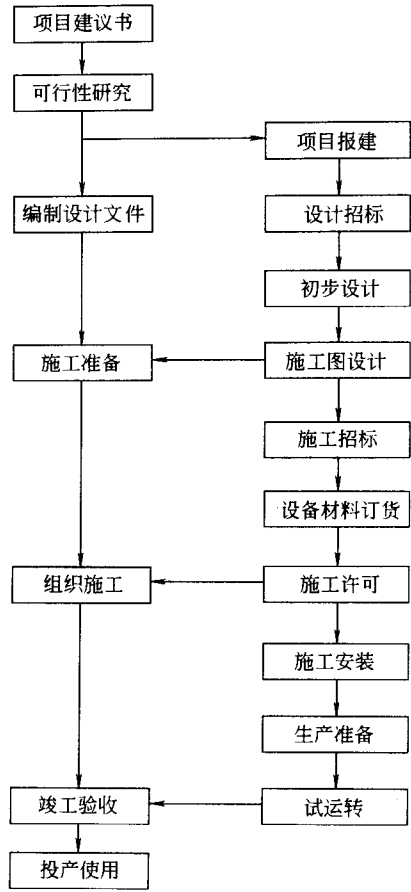 项目建议书
可行性研究
项目报建
编制设计文件
设计招标
初步设计
施工准备
施工图设计
施工招标
设备材料订货
组织施工
施工许可
施工安装
生产准备
竣工验收
试运转
投产使用